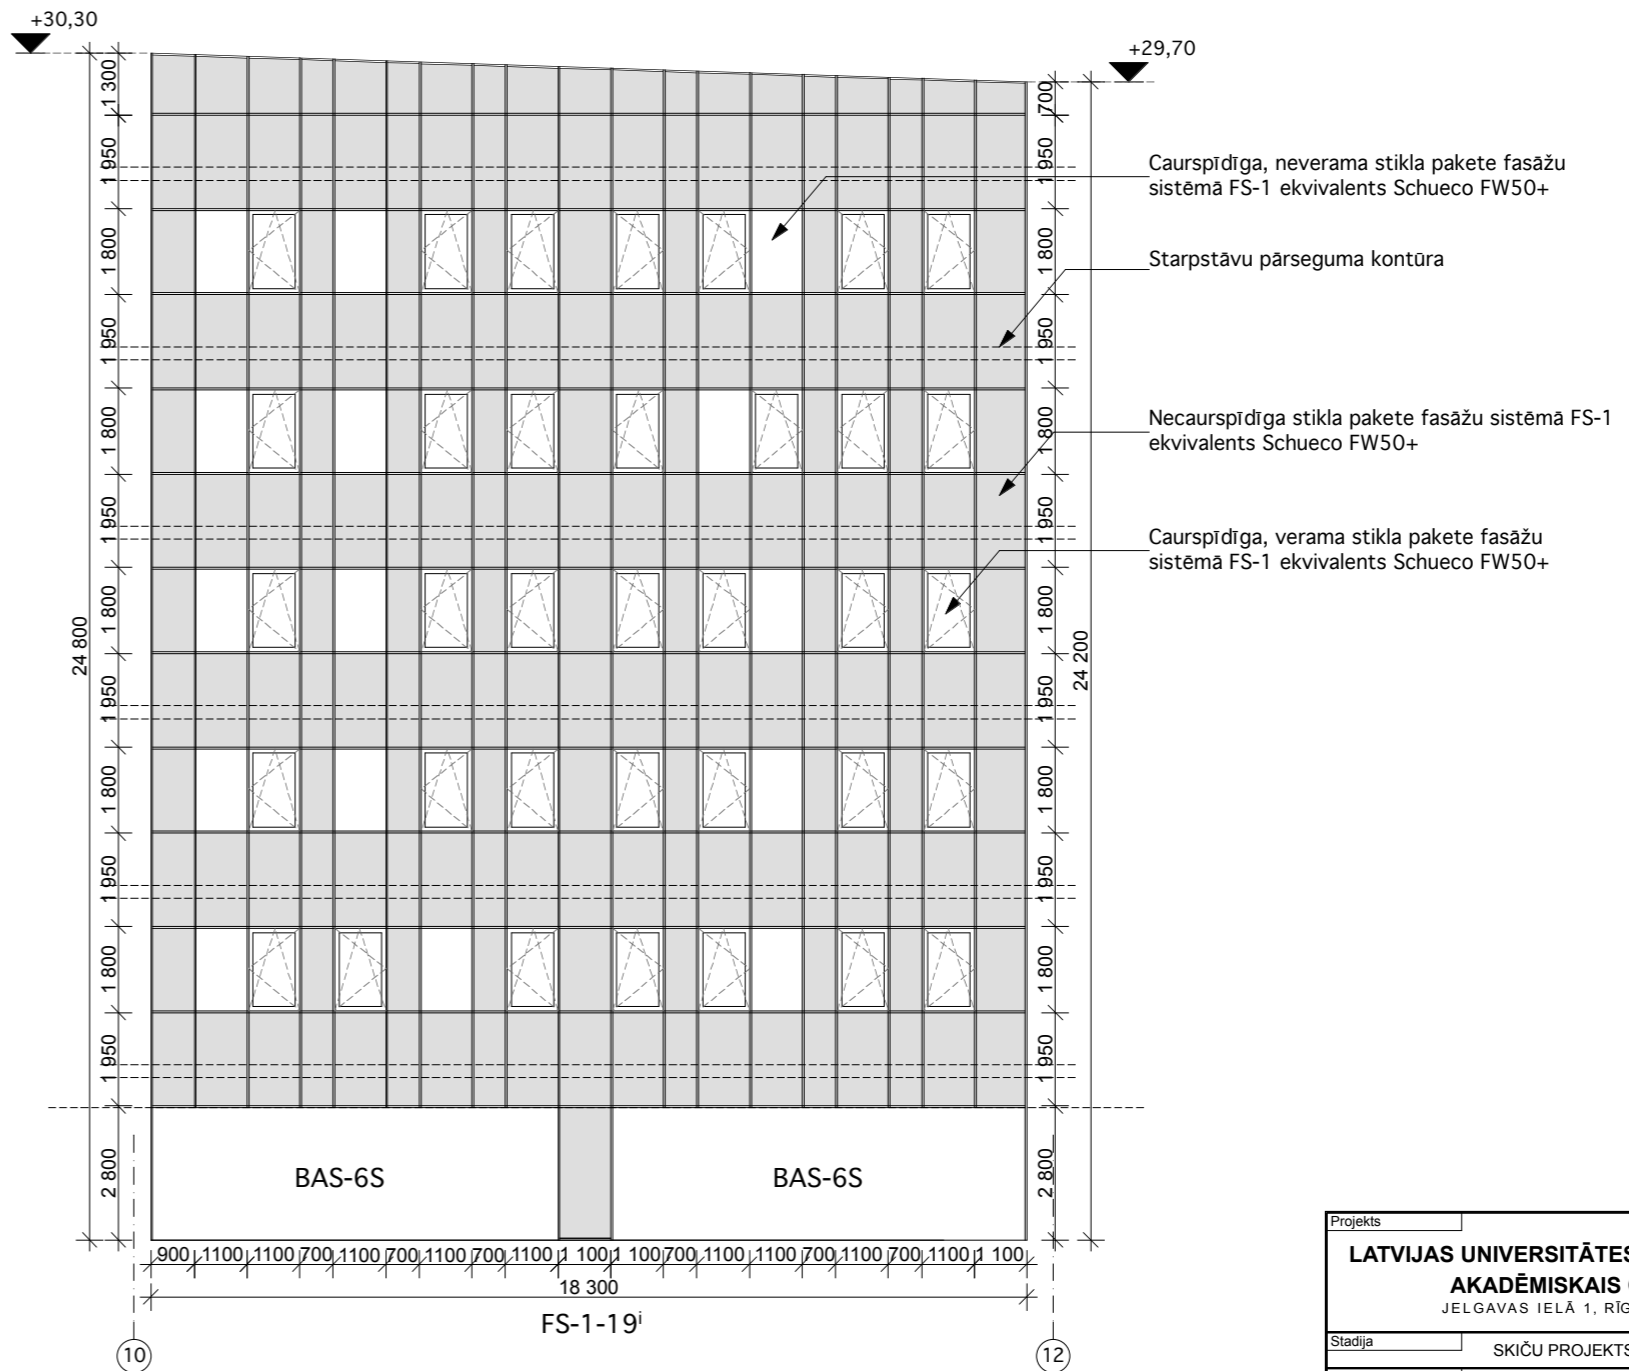 +30,30
+29,70
Caurspīdīga, neverama stikla pakete fasāžu
sistēmā FS-1 ekvivalents Schueco FW50+
Starpstāvu pārseguma kontūra
Necaurspīdīga stikla pakete fasāžu sistēmā FS-1
ekvivalents Schueco FW50+
Caurspīdīga, verama stikla pakete fasāžu
sistēmā FS-1 ekvivalents Schueco FW50+
24 800
1 300
1 950
1 800
1 950
1 800
1 950
1 800
1 950
1 800
1 950
1 800
1 950
2 800
700
1 950
1 800
1 950
1 800
1 950
1 800
1 950
1 800
1 950
1 800
1 950
2 800
24 200
BAS-6S
BAS-6S
900 1100 1100 700 1100 700 1100 700 1100 1 100 1 100 700 1100 1100 700 1100 700 1100 1 100
18 300
FS-1-19ⁱ
10
12
Projekts
LATVIJAS UNIVERSITĀTES
AKADĒMISKAIS
JELGAVAS IELĀ 1,
Stadija
SKIČU PROJEKTS